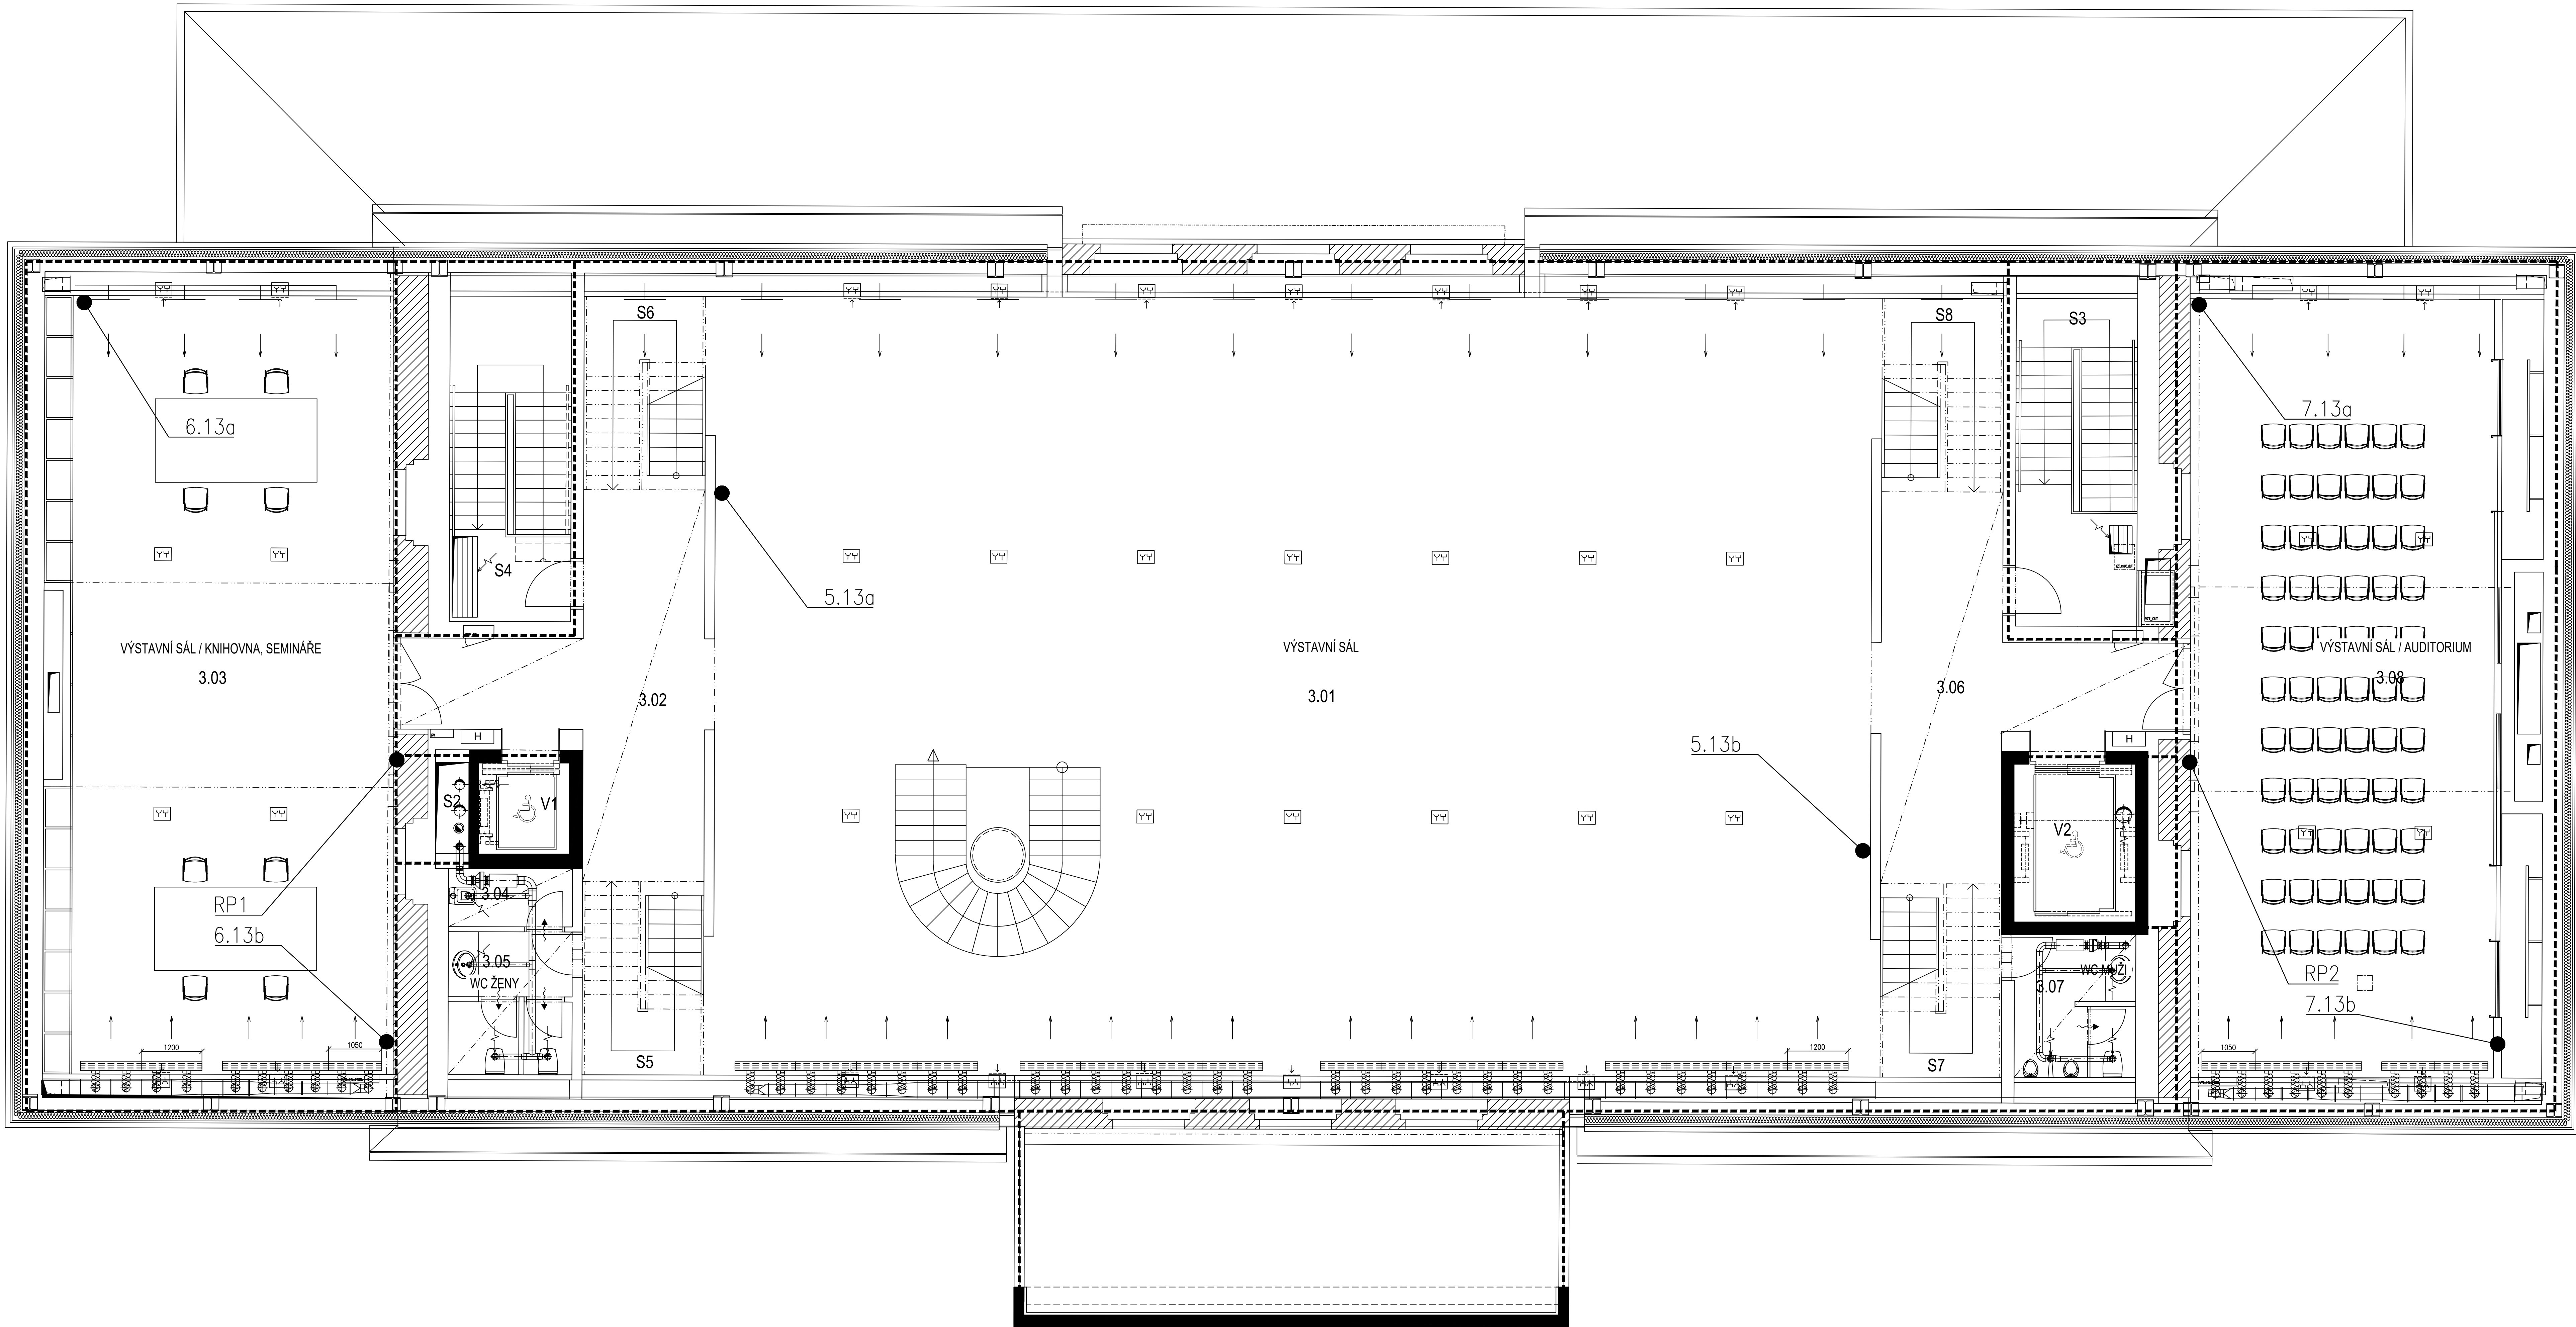 S6
S8
S3
6.13a
7.13a
S4
5.13a
VÝSTAVNÍ SÁL / KNIHOVNA, SEMINÁŘE
3.03
3.02
VÝSTAVNÍ SÁL
3.01
3.06
VÝSTAVNÍ SÁL / AUDITORIUM
3.08
H
H
5.13b
S2
V1
V2
RP1
6.13b
3.04
3.05
WC ŽENY
WC MUŽI
3.07
RP2
7.13b
1200
1050
S5
1200
S7
1050